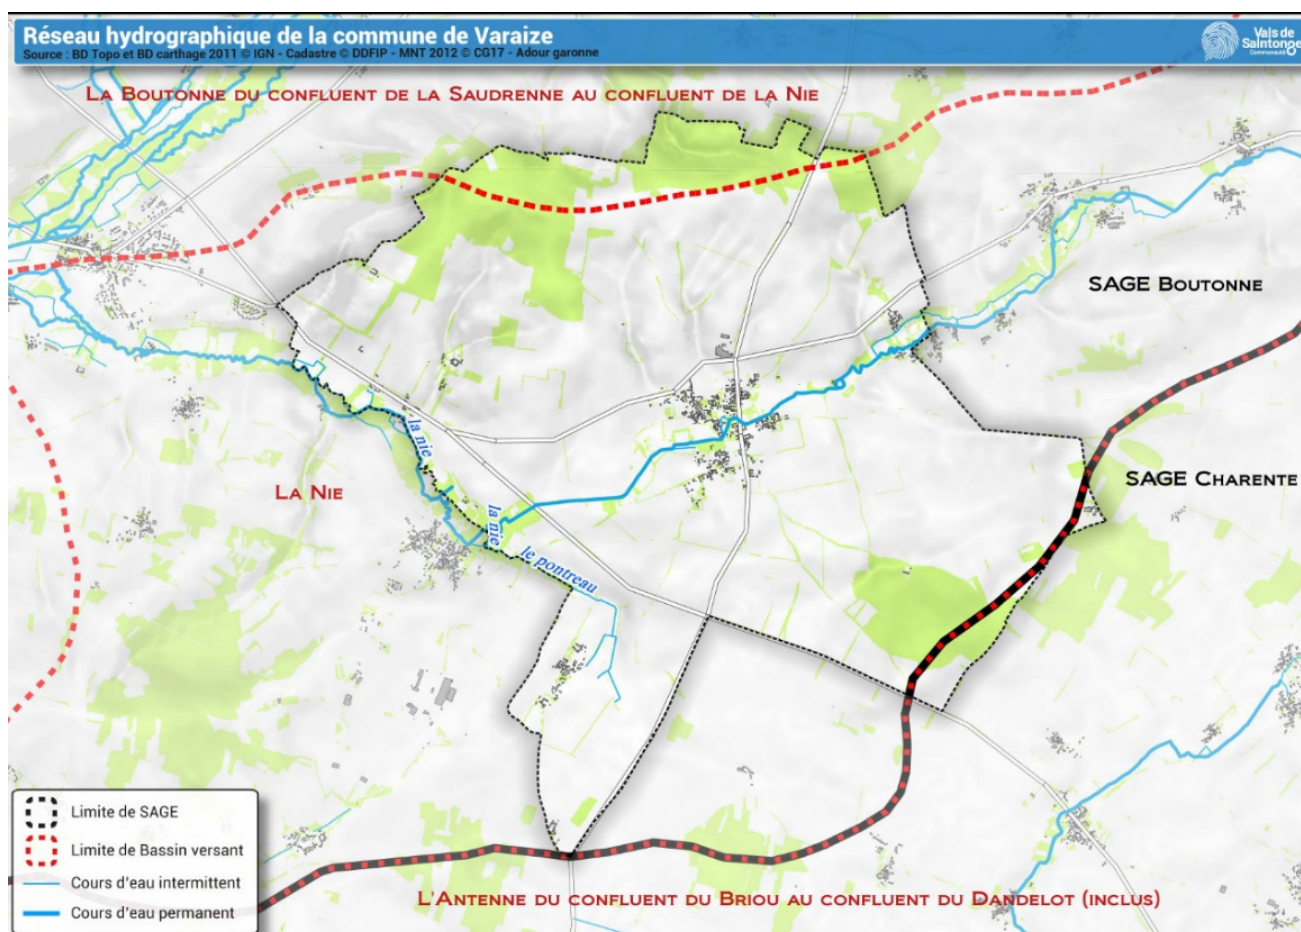 Réseau hydrographique de la commune de Varaize
Source : BD Topo et BD carthage 2011 © IGN - Cadastre © DDFIP - MNT 2012 © CG17 - Adour garonne
Vals de
Saintonge
Communauté
La Boutonne du confluent de la Saudrenne au confluent de la Nie
SAGE Boutonne
SAGE Charente
La Nie
la nie
la nie
le pontreau
Limite de SAGE
Limite de Bassin versant
Cours d'eau intermittent
Cours d'eau permanent
L'Antenne du confluent du Briou au confluent du Dandelot (inclus)